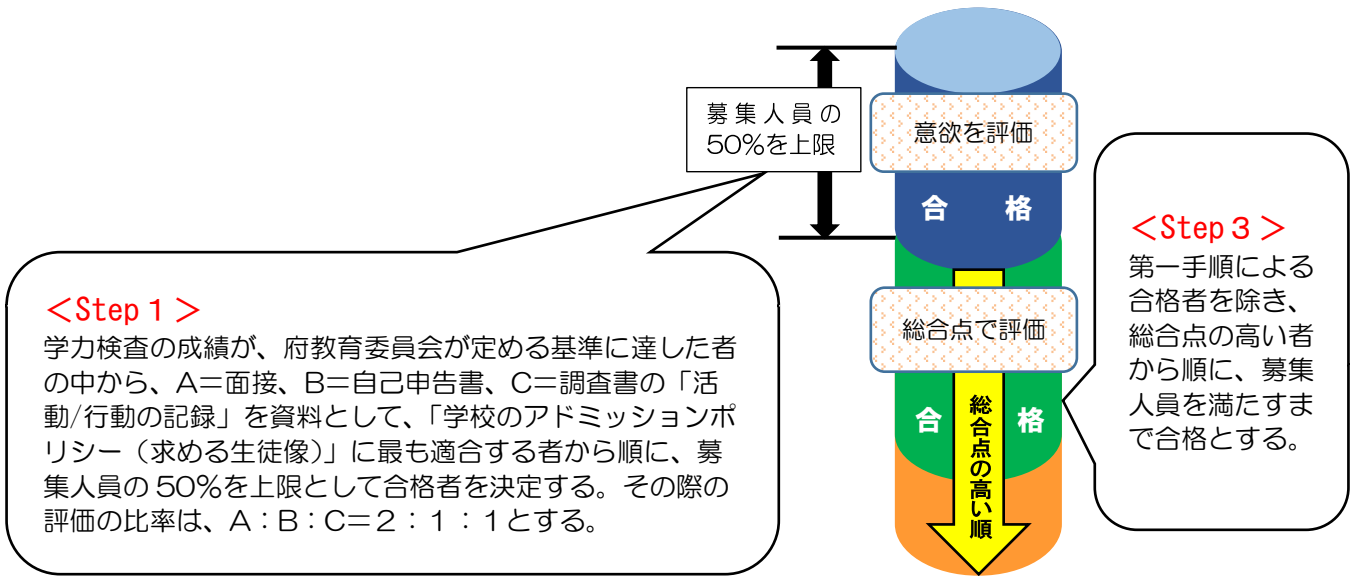 募集人員の
50%を上限
意欲を評価
合　格
＜Step１＞
学力検査の成績が、府教育委員会が定める基準に達した者
の中から、A＝面接、B＝自己申告書、C＝調査書の「活
動/行動の記録」を資料として、「学校のアドミッションポ
リシー（求める生徒像）」に最も適合する者から順に、募
集人員の 50%を上限として合格者を決定する。その際の
評価の比率は、A：B：C＝2：1：1とする。
総合点で評価
合　格
総合点の高い順
＜Step３＞
第一手順による
合格者を除き、
総合点の高い者
から順に、募集
人員を満たすま
で合格とする。